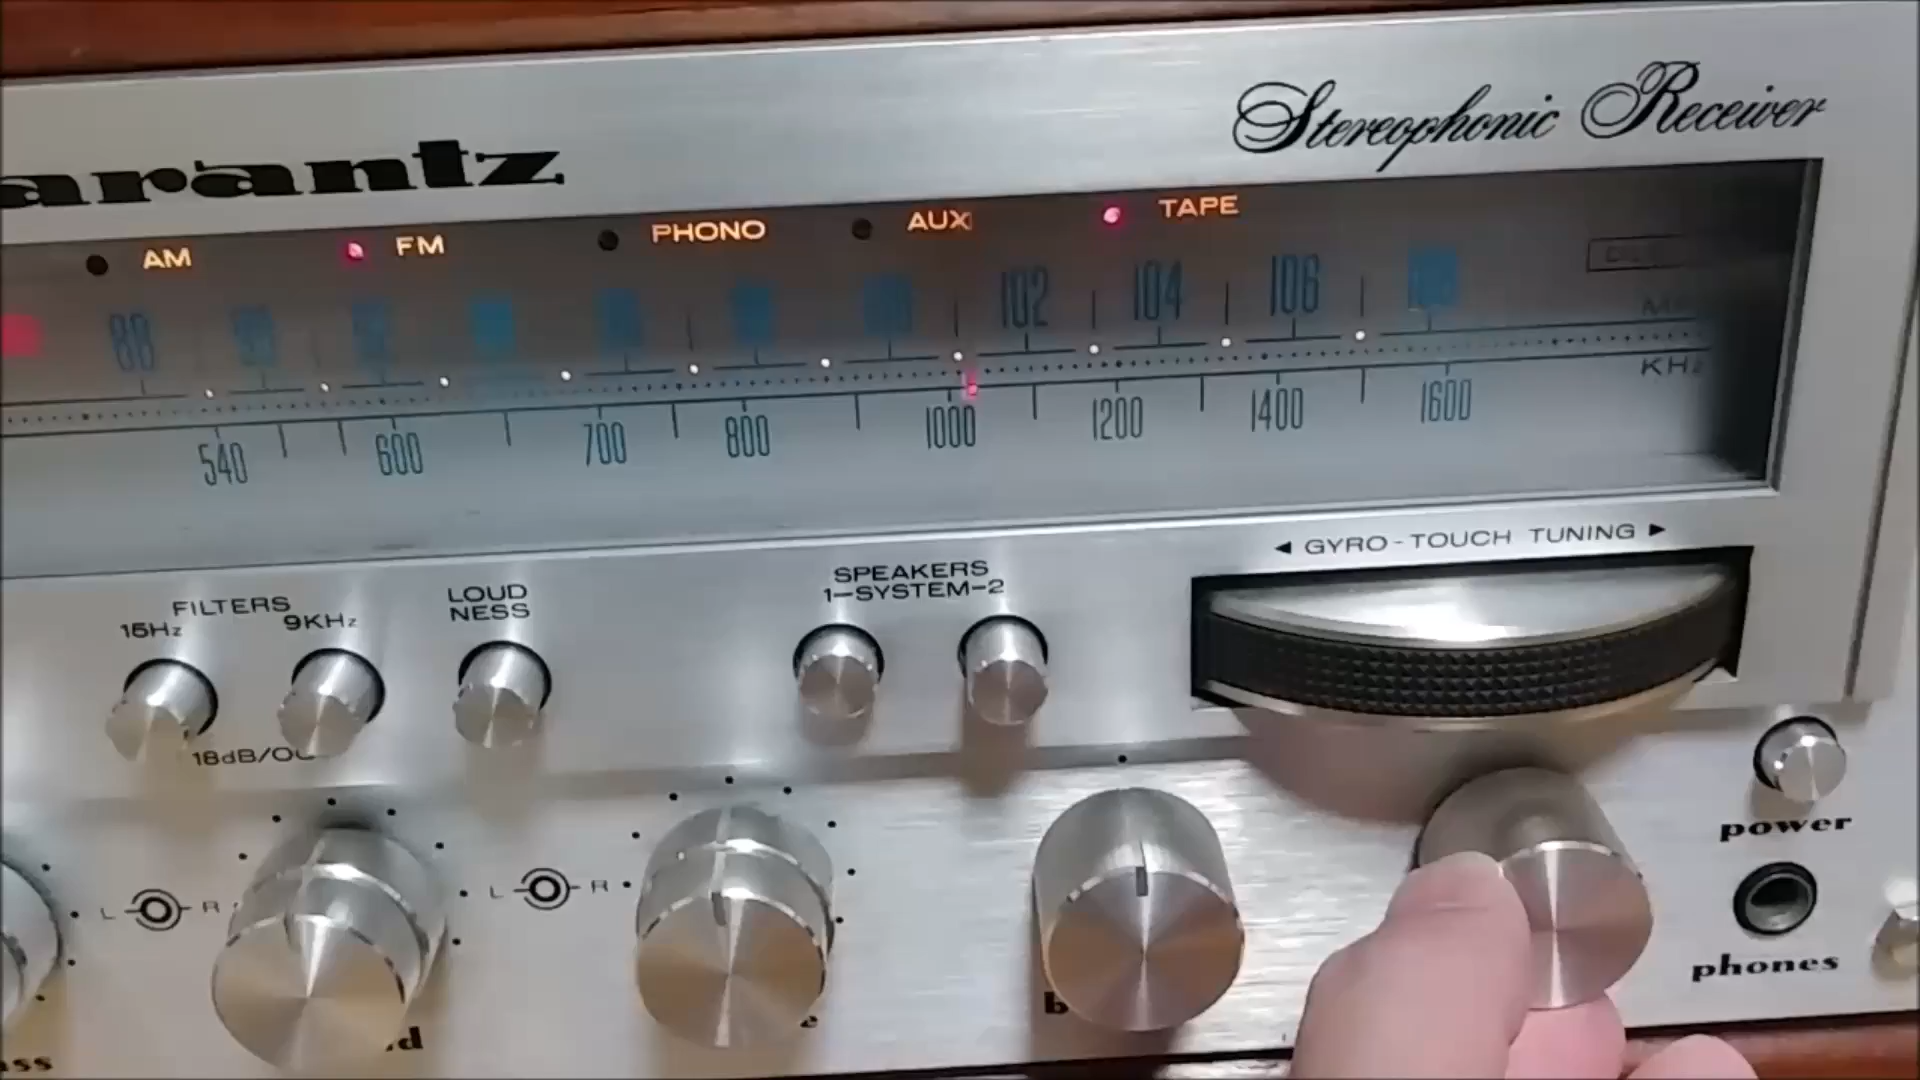 Stereophonic Receiver
arantz
AM FM PHONO AUX TAPE
88 102 104 106
KHz
540 600 700 800 1000 1200 1400 1600
◄ GYRO-TOUCH TUNING ►
FILTERS
15Hz 9KHz
LOUD
NESS
SPEAKERS
1-SYSTEM-2
18dB/
L R L R
power
phones